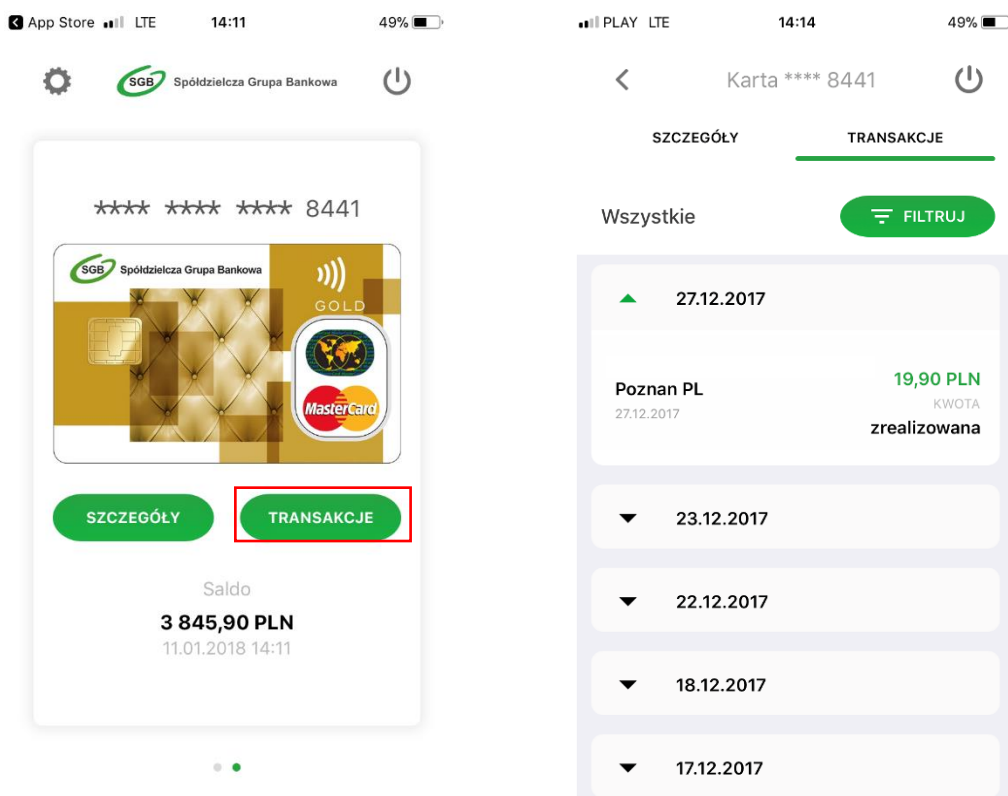 App Store LTE 14:11 49%
SGB Spółdzielcza Grupa Bankowa
**** **** **** 8441
SGB Spółdzielcza Grupa Bankowa
GOLD
MasterCard
SZCZEGÓŁY TRANSAKCJE
Saldo
3 845,90 PLN
11.01.2018 14:11
PLAY LTE 14:14 49%
Karta **** 8441
SZCZEGÓŁY TRANSAKCJE
Wszystkie FILTRUJ
27.12.2017
Poznan PL 19,90 PLN
27.12.2017 KWOTA
zrealizowana
23.12.2017
22.12.2017
18.12.2017
17.12.2017